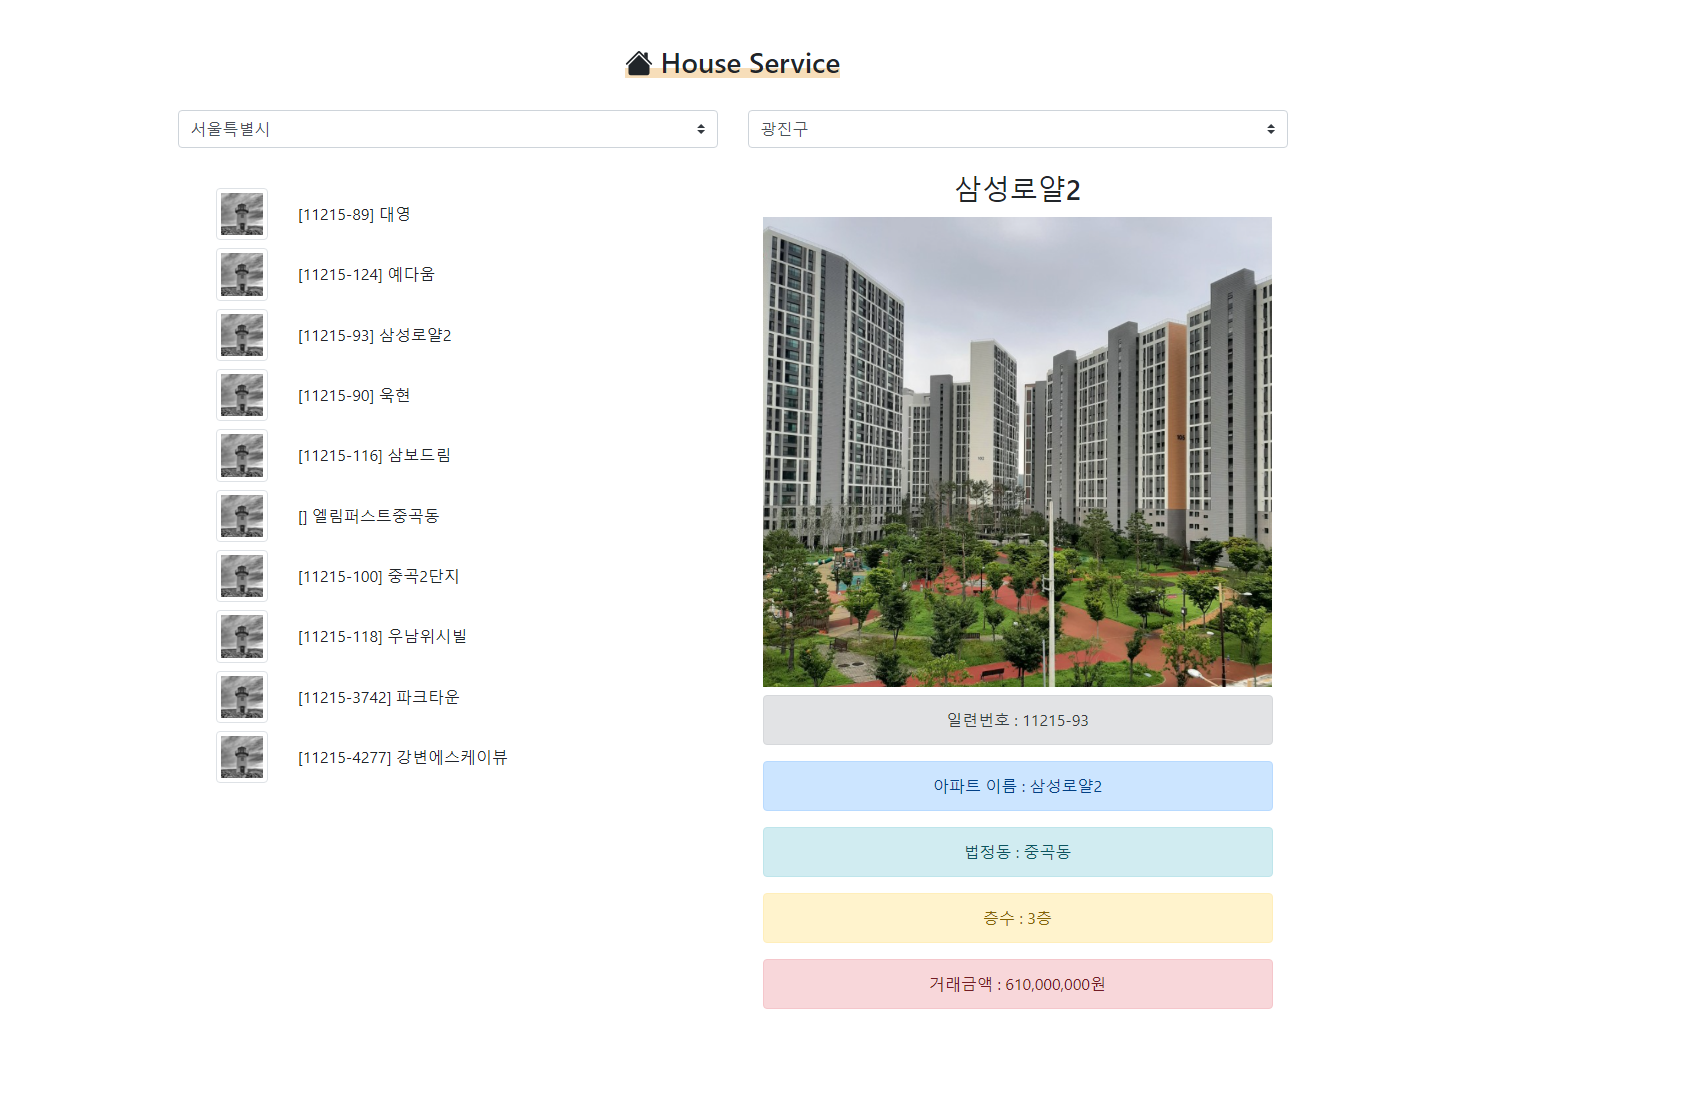 House Service
서울특별시
광진구
[11215-89] 대영
[11215-124] 예다움
[11215-93] 삼성로얄2
[11215-90] 욱현
[11215-116] 삼보드림
[] 엘림퍼스트중곡동
[11215-100] 중곡2단지
[11215-118] 우남위시빌
[11215-3742] 파크타운
[11215-4277] 강변에스케이뷰
삼성로얄2
일련번호 : 11215-93
아파트 이름 : 삼성로얄2
법정동 : 중곡동
층수 : 3층
거래금액 : 610,000,000원